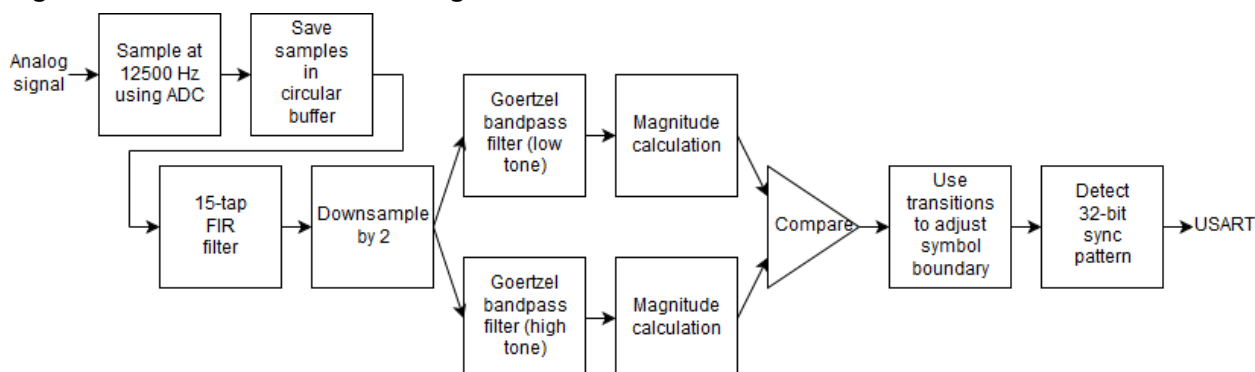 Analog
signal
Sample at
12500 Hz
using ADC
Save
samples
in
circular
buffer
15-tap
FIR
filter
Downsample
by 2
Goertzel
bandpass
filter (low
tone)
Magnitude
calculation
Goertzel
bandpass
filter (high
tone)
Magnitude
calculation
Compare
Use
transitions
to adjust
symbol
boundary
Detect
32-bit
sync
pattern
USART